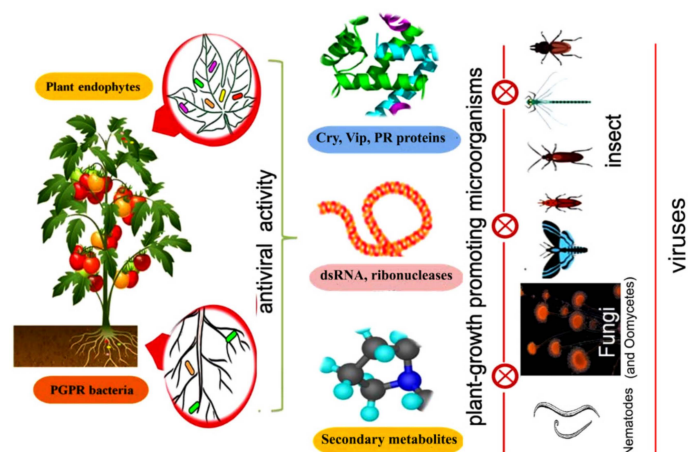 Plant endophytes
PGPR bacteria
antiviral activity
Cry, Vip, PR proteins
dsRNA, ribonucleases
Secondary metabolites
plant-growth promoting microorganisms
insect
Fungi
(and Oomycetes)
Nematodes
viruses